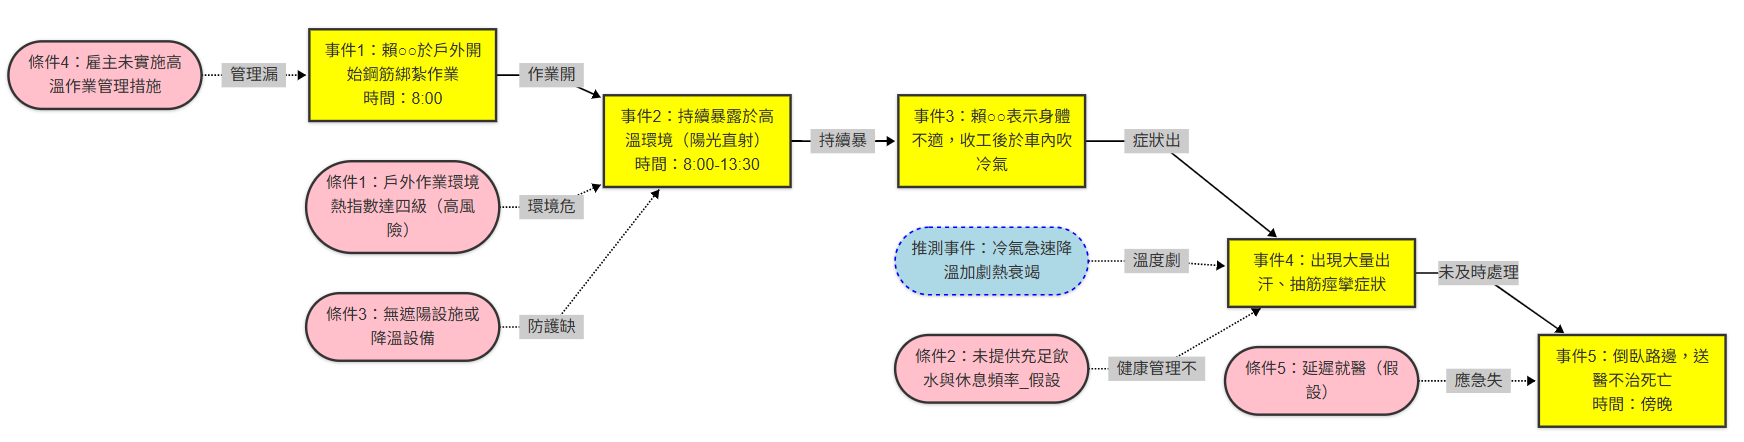 條件4：雇主未實施高
溫作業管理措施
管理漏
事件1：賴○○於戶外開
始鋼筋綁紮作業
時間：8:00
作業開
事件2：持續暴露於高
溫環境（陽光直射）
時間：8:00-13:30
條件1：戶外作業環境
熱指數達四級（高風
險）
環境危
條件3：無遮陽設施或
降溫設備
防護缺
持續暴
事件3：賴○○表示身體
不適，收工後於車內吹
冷氣
症狀出
推測事件：冷氣急速降
溫加劇熱衰竭
溫度劇
條件2：未提供充足飲
水與休息頻率_假設
健康管理不
事件4：出現大量出
汗、抽筋痙攣症狀
未及時處理
條件5：延遲就醫（假
設）
應急失
事件5：倒臥路邊，送
醫不治死亡
時間：傍晚